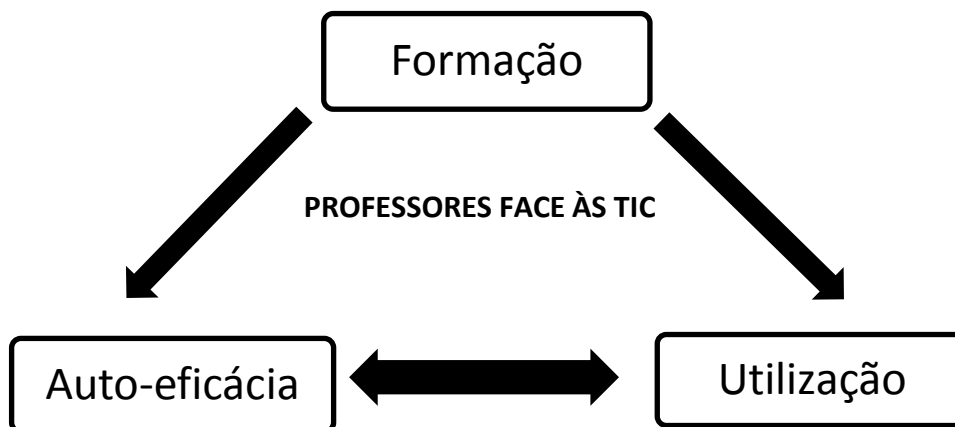 Formação
PROFESSORES FACE ÀS TIC
Auto-eficácia
Utilização